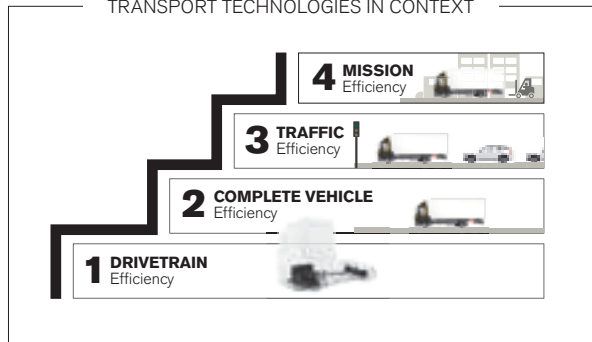 TRANSPORT TECHNOLOGIES IN CONTEXT
4 MISSION
Efficiency
3 TRAFFIC
Efficiency
2 COMPLETE VEHICLE
Efficiency
1 DRIVETRAIN
Efficiency